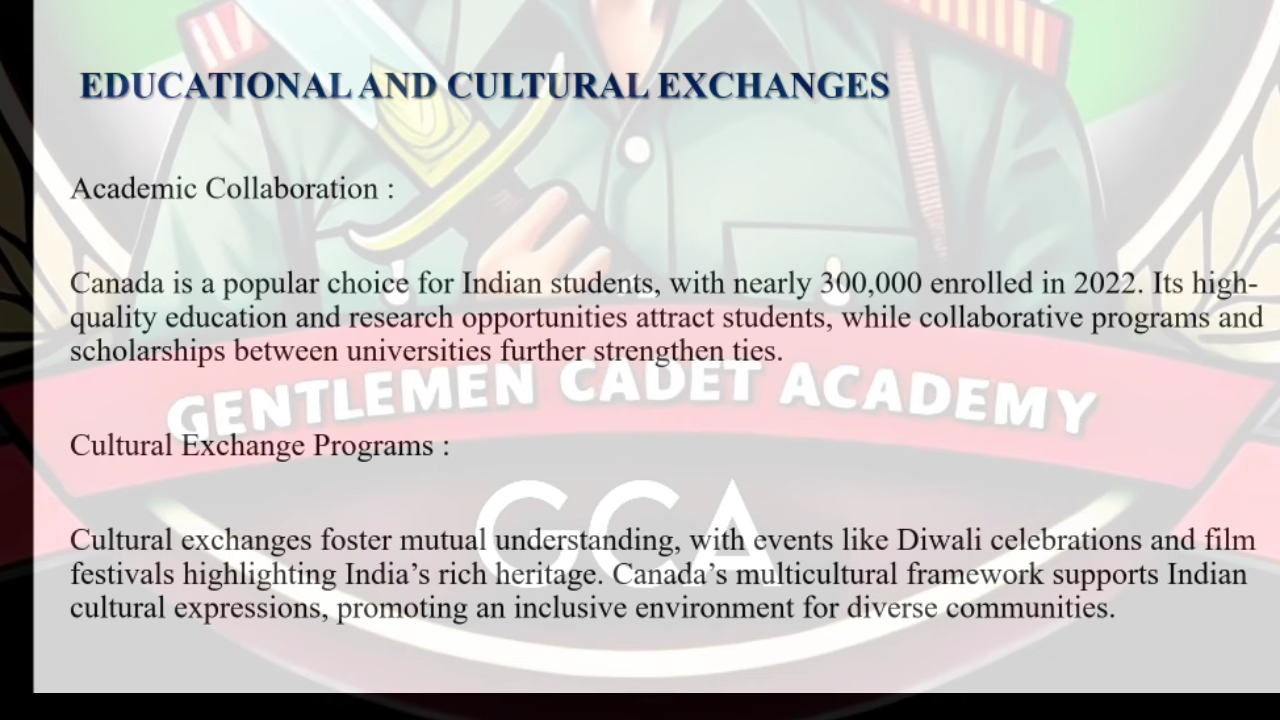 EDUCATIONAL AND CULTURAL EXCHANGES
Academic Collaboration :
Canada is a popular choice for Indian students, with nearly 300,000 enrolled in 2022. Its high-
quality education and research opportunities attract students, while collaborative programs and
scholarships between universities further strengthen ties.
GENTLEMEN CADET ACADEMY
Cultural Exchange Programs :
GCA
Cultural exchanges foster mutual understanding, with events like Diwali celebrations and film
festivals highlighting India’s rich heritage. Canada’s multicultural framework supports Indian
cultural expressions, promoting an inclusive environment for diverse communities.